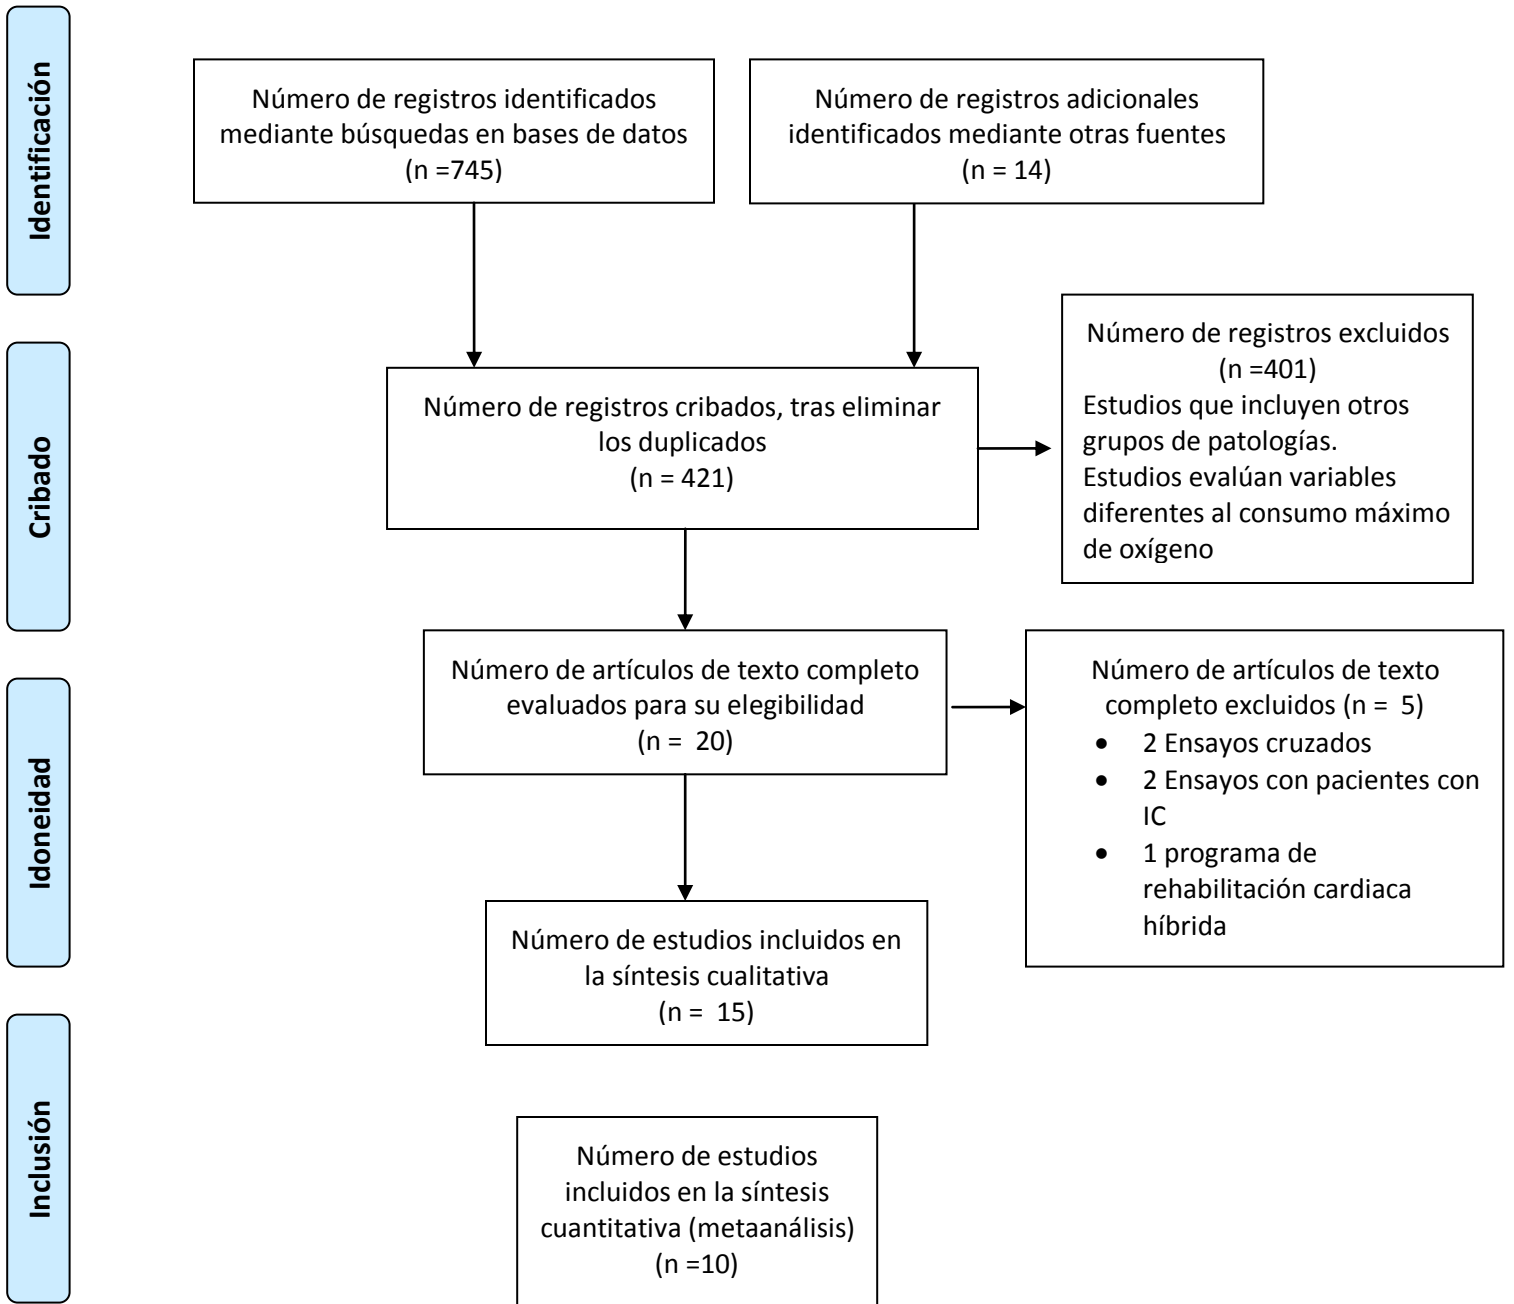 Identificación
Número de registros identificados
mediante búsquedas en bases de datos
(n =745)
Número de registros adicionales
identificados mediante otras fuentes
(n = 14)
Cribado
Número de registros cribados, tras eliminar
los duplicados
(n = 421)
Número de registros excluidos
(n =401)
Estudios que incluyen otros
grupos de patologías.
Estudios evalúan variables
diferentes al consumo máximo
de oxígeno
Idoneidad
Número de artículos de texto completo
evaluados para su elegibilidad
(n = 20)
Número de artículos de texto
completo excluidos (n = 5)
• 2 Ensayos cruzados
• 2 Ensayos con pacientes con
IC
• 1 programa de
rehabilitación cardiaca
híbrida
Número de estudios incluidos en
la síntesis cualitativa
(n = 15)
Inclusión
Número de estudios
incluidos en la síntesis
cuantitativa (metaanálisis)
(n =10)